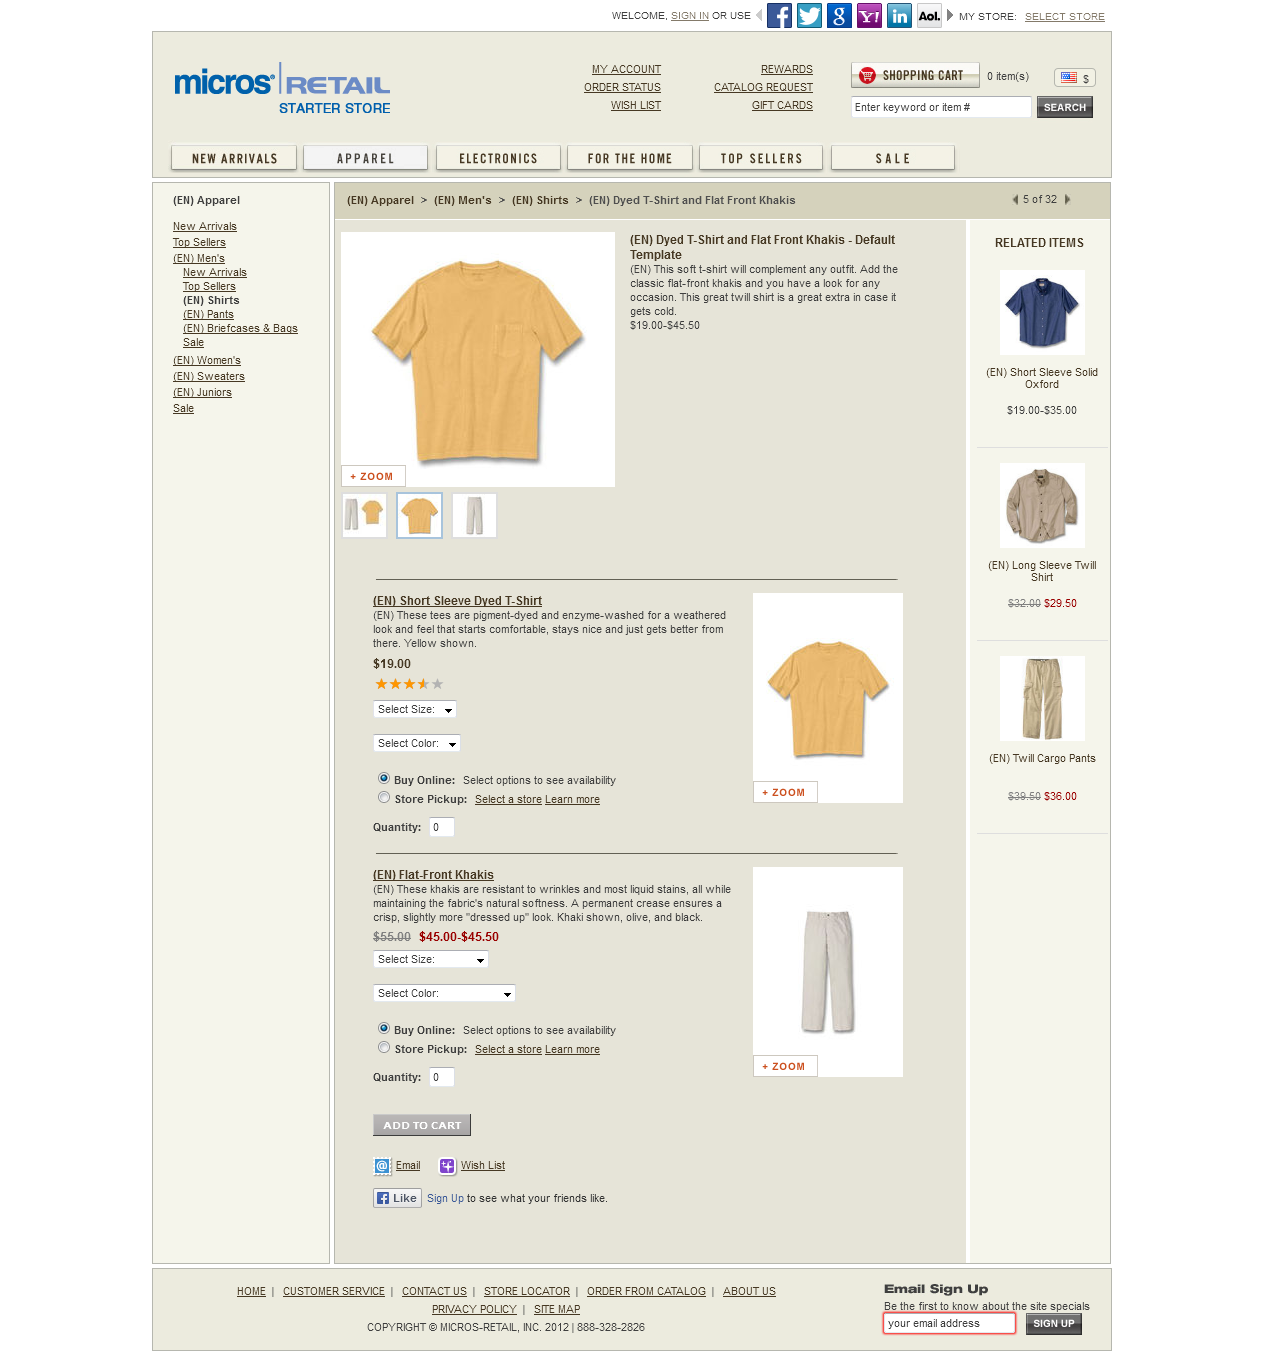 WELCOME, SIGN IN OR USE
Aol.
MY STORE: SELECT STORE
micros RETAIL
STARTER STORE
MY ACCOUNT
ORDER STATUS
WISH LIST
REWARDS
CATALOG REQUEST
GIFT CARDS
SHOPPING CART
0 item(s)
$
Enter keyword or item #
SEARCH
NEW ARRIVALS
APPAREL
ELECTRONICS
FOR THE HOME
TOP SELLERS
SALE
(EN) Apparel
New Arrivals
Top Sellers
(EN) Men's
New Arrivals
Top Sellers
(EN) Shirts
(EN) Pants
(EN) Briefcases & Bags
Sale
(EN) Women's
(EN) Sweaters
(EN) Juniors
Sale
(EN) Apparel > (EN) Men's > (EN) Shirts > (EN) Dyed T-Shirt and Flat Front Khakis
5 of 32
+ ZOOM
(EN) Dyed T-Shirt and Flat Front Khakis - Default
Template
(EN) This soft t-shirt will complement any outfit. Add the
classic flat-front khakis and you have a look for any
occasion. This great twill shirt is a great extra in case it
gets cold.
$19.00-$45.50
(EN) Short Sleeve Dyed T-Shirt
(EN) These tees are pigment-dyed and enzyme-washed for a weathered
look and feel that starts comfortable, stays nice and just gets better from
there. Yellow shown.
$19.00
Select Size:
Select Color:
Buy Online: Select options to see availability
Store Pickup: Select a store Learn more
Quantity: 0
+ ZOOM
(EN) Flat-Front Khakis
(EN) These khakis are resistant to wrinkles and most liquid stains, all while
maintaining the fabric's natural softness. A permanent crease ensures a
crisp, slightly more "dressed up" look. Khaki shown, olive, and black.
$55.00 $45.00-$45.50
Select Size:
Select Color:
Buy Online: Select options to see availability
Store Pickup: Select a store Learn more
Quantity: 0
+ ZOOM
ADD TO CART
Email
Wish List
Like
Sign Up to see what your friends like.
RELATED ITEMS
(EN) Short Sleeve Solid
Oxford
$19.00-$35.00
(EN) Long Sleeve Twill
Shirt
$32.00 $29.50
(EN) Twill Cargo Pants
$39.50 $36.00
HOME | CUSTOMER SERVICE | CONTACT US | STORE LOCATOR | ORDER FROM CATALOG | ABOUT US
PRIVACY POLICY | SITE MAP
COPYRIGHT © MICROS-RETAIL, INC. 2012 | 888-328-2826
Email Sign Up
Be the first to know about the site specials
your email address
SIGN UP